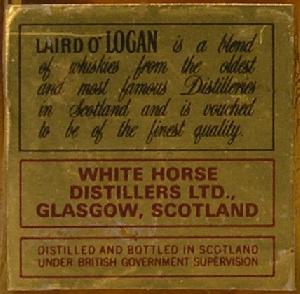 LAIRD O' LOGAN is a blend
of whiskies from the oldest
and most famous Distilleries
in Scotland and is vouched
to be of the finest quality.
WHITE HORSE
DISTILLERS LTD.,
GLASGOW, SCOTLAND
DISTILLED AND BOTTLED IN SCOTLAND
UNDER BRITISH GOVERNMENT SUPERVISION